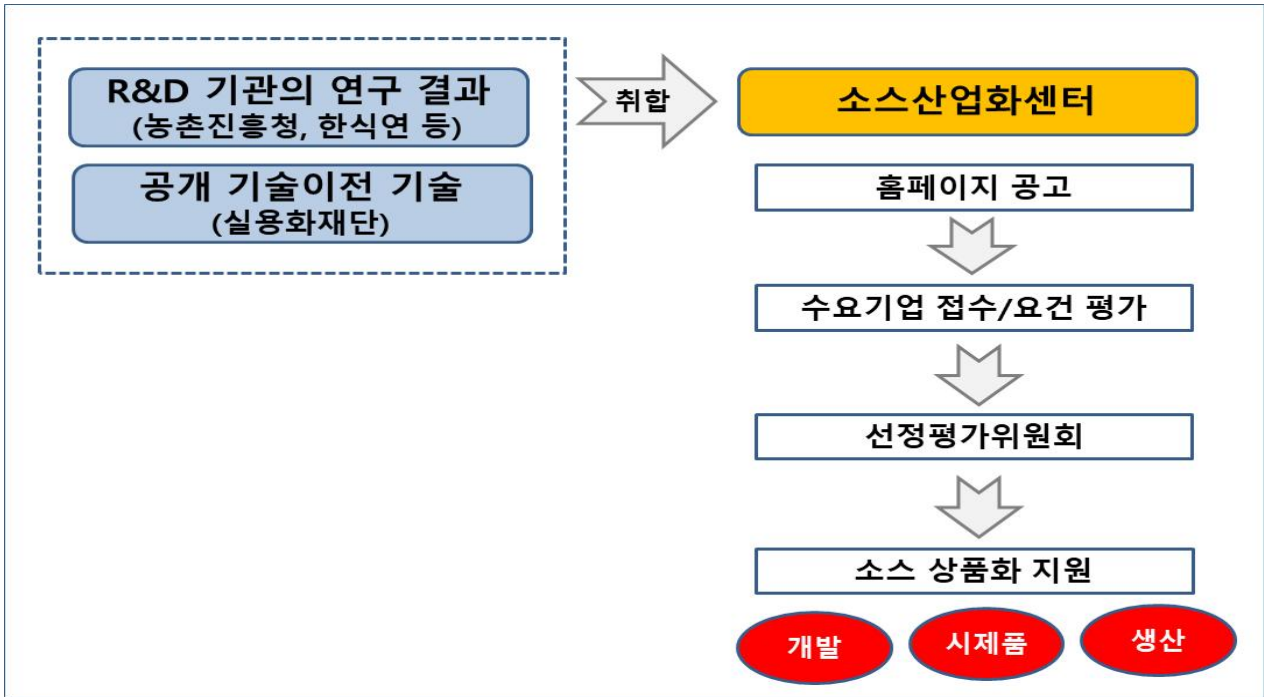 R&D 기관의 연구 결과
(농촌진흥청, 한식연 등)
공개 기술이전 기술
(실용화재단)
취합
소스산업화센터
홈페이지 공고
수요기업 접수/요건 평가
선정평가위원회
소스 상품화 지원
개발
시제품
생산